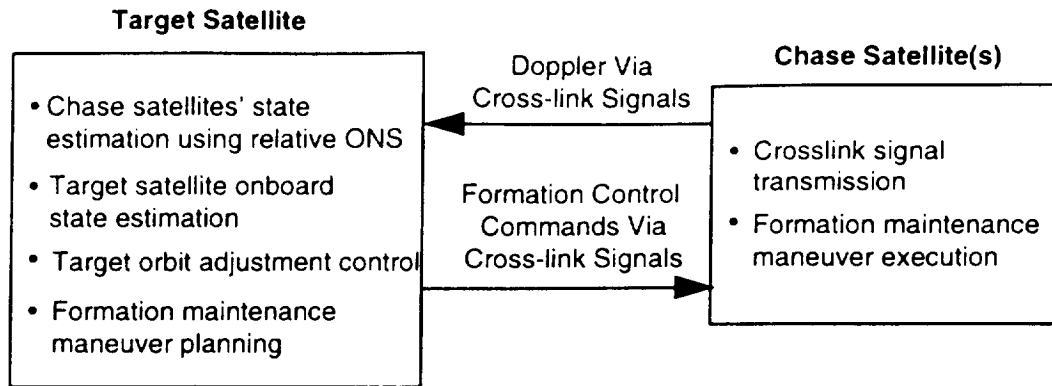 Target Satellite
• Chase satellites' state
estimation using relative ONS
• Target satellite onboard
state estimation
• Target orbit adjustment control
• Formation maintenance
maneuver planning
Doppler Via
Cross-link Signals
Formation Control
Commands Via
Cross-link Signals
Chase Satellite(s)
• Crosslink signal
transmission
• Formation maintenance
maneuver execution